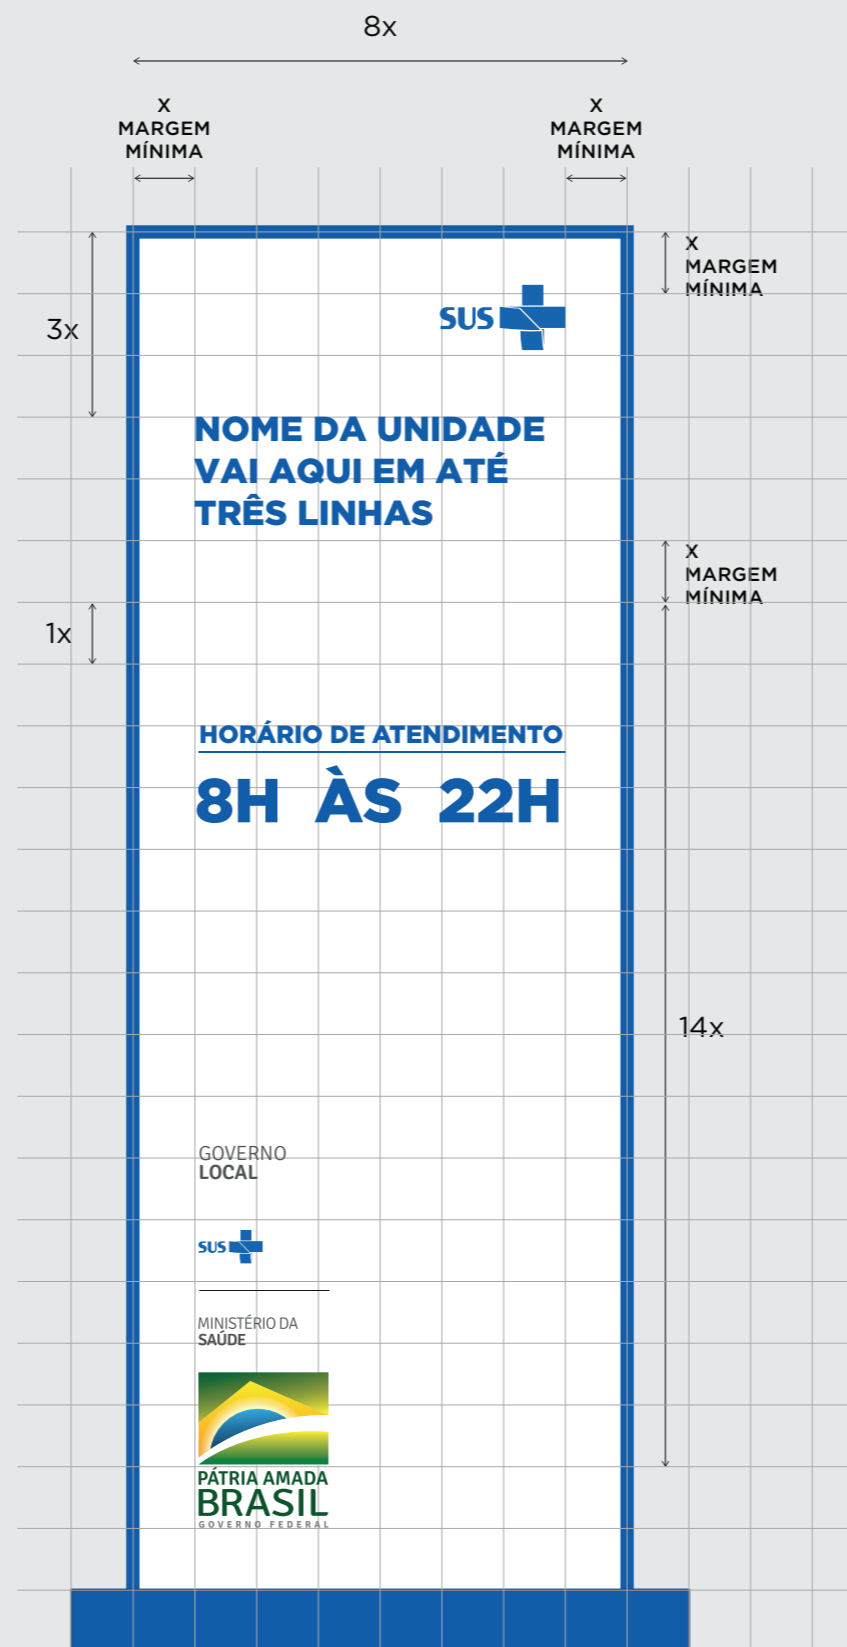 8x
X
MARGEM
MÍNIMA
X
MARGEM
MÍNIMA
X
MARGEM
MÍNIMA
3x
SUS
NOME DA UNIDADE
VAI AQUI EM ATÉ
TRÊS LINHAS
X
MARGEM
MÍNIMA
1x
HORÁRIO DE ATENDIMENTO
8H ÀS 22H
14x
GOVERNO
LOCAL
SUS
MINISTÉRIO DA
SAÚDE
PÁTRIA AMADA
BRASIL
GOVERNO FEDERAL